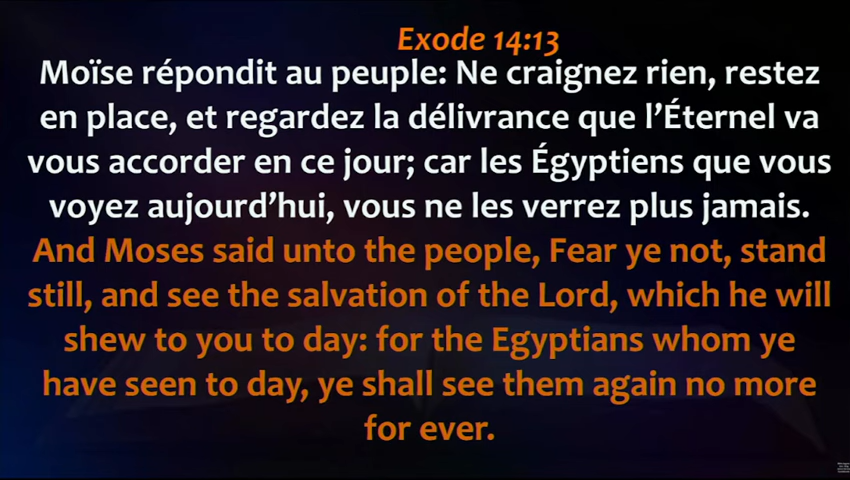 Exode 14:13
Moïse répondit au peuple: Ne craignez rien, restez
en place, et regardez la délivrance que l’Éternel va
vous accorder en ce jour; car les Égyptiens que vous
voyez aujourd’hui, vous ne les verrez plus jamais.
And Moses said unto the people, Fear ye not, stand
still, and see the salvation of the Lord, which he will
shew to you to day: for the Egyptians whom ye
have seen to day, ye shall see them again no more
for ever.